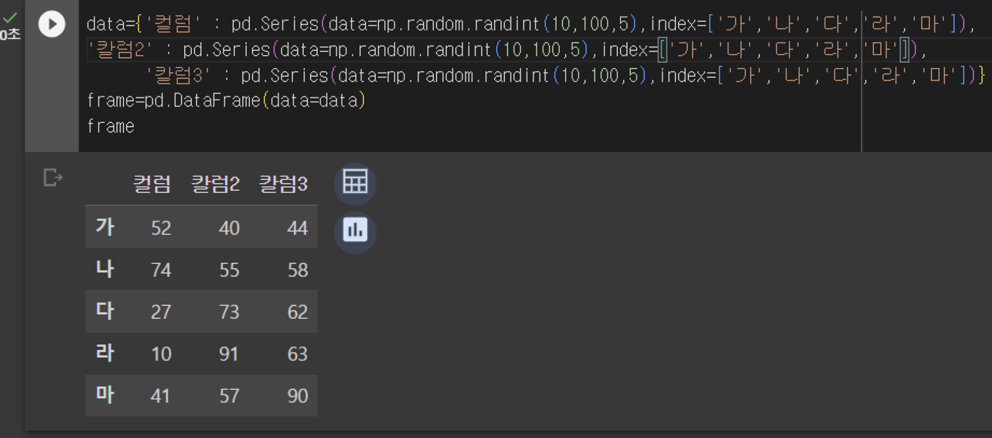 0초
data={'컬럼' : pd.Series(data=np.random.randint(10,100,5),index=['가','나','다','라','마']),
'칼럼2' : pd.Series(data=np.random.randint(10,100,5),index=['가','나','다','라','마']),
'칼럼3' : pd.Series(data=np.random.randint(10,100,5),index=['가','나','다','라','마'])}
frame=pd.DataFrame(data=data)
frame
컬럼 칼럼2 칼럼3
가 52 40 44
나 74 55 58
다 27 73 62
라 10 91 63
마 41 57 90